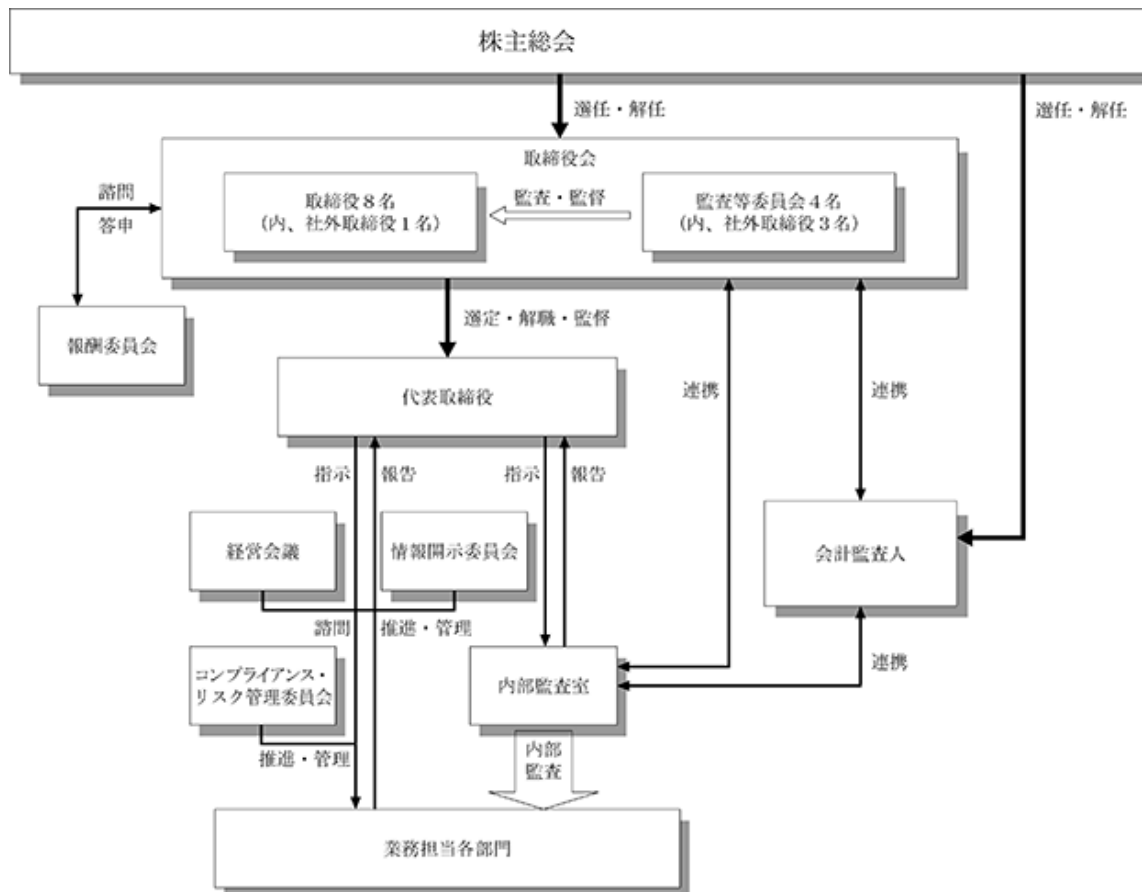 株主総会
選任・解任
選任・解任
取締役会
取締役8名
(内、社外取締役1名)
監査・監督
監査等委員会4名
(内、社外取締役3名)
諮問
答申
報酬委員会
選定・解職・監督
代表取締役
連携
連携
指示
報告
指示
報告
経営会議
情報開示委員会
会計監査人
諮問
推進・管理
コンプライアンス・
リスク管理委員会
内部監査室
連携
推進・管理
内部
監査
業務担当各部門